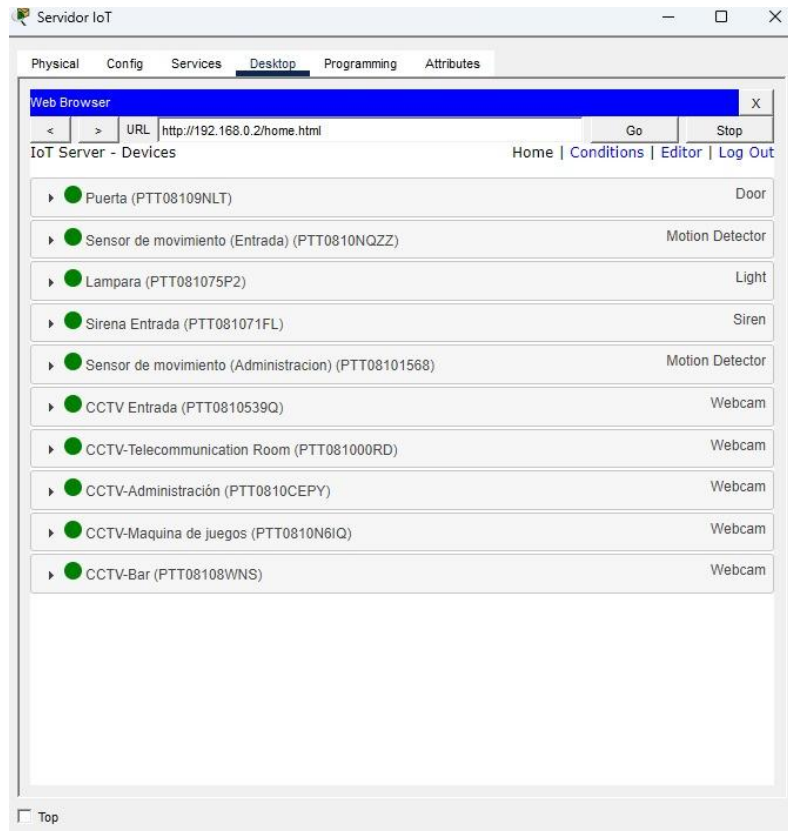 Servidor IoT
Physical Config Services Desktop Programming Attributes
Web Browser X
< > URL http://192.168.0.2/home.html Go Stop
IoT Server - Devices Home | Conditions | Editor | Log Out
Puerta (PTT08109NLT) Door
Sensor de movimiento (Entrada) (PTT0810NQZZ) Motion Detector
Lampara (PTT081075P2) Light
Sirena Entrada (PTT081071FL) Siren
Sensor de movimiento (Administracion) (PTT08101568) Motion Detector
CCTV Entrada (PTT0810539Q) Webcam
CCTV-Telecommunication Room (PTT081000RD) Webcam
CCTV-Administración (PTT0810CEPY) Webcam
CCTV-Maquina de juegos (PTT0810N6IQ) Webcam
CCTV-Bar (PTT08108WNS) Webcam
Top